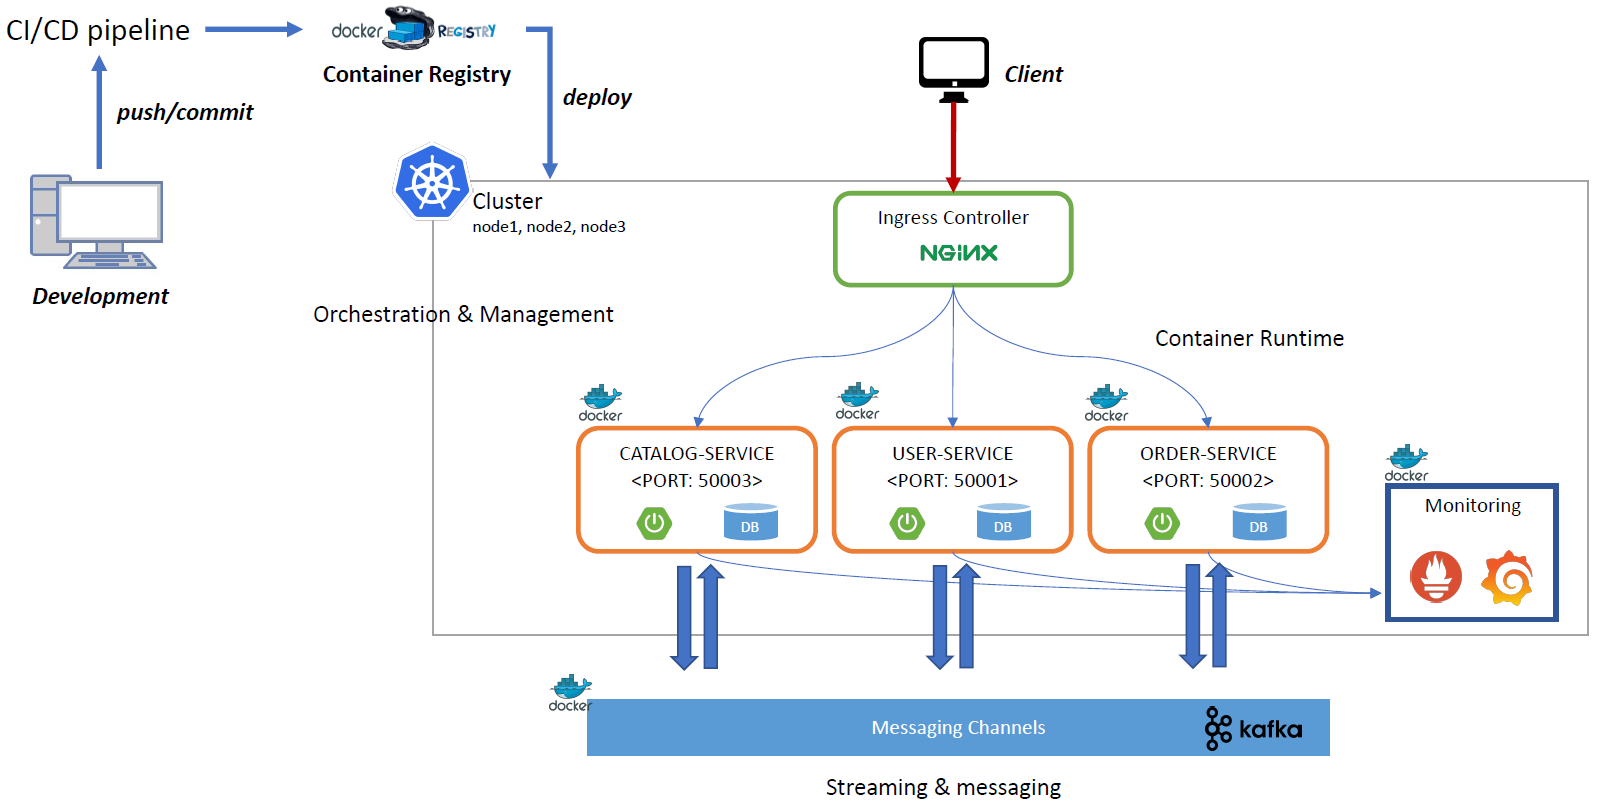 CI/CD pipeline
docker REGISTRY
Container Registry
push/commit
deploy
Client
Development
Cluster
node1, node2, node3
Ingress Controller
NGINX
Orchestration & Management
Container Runtime
docker
docker
docker
CATALOG-SERVICE
<PORT: 50003>
DB
USER-SERVICE
<PORT: 50001>
DB
ORDER-SERVICE
<PORT: 50002>
DB
docker
Monitoring
docker
Messaging Channels
kafka
Streaming & messaging